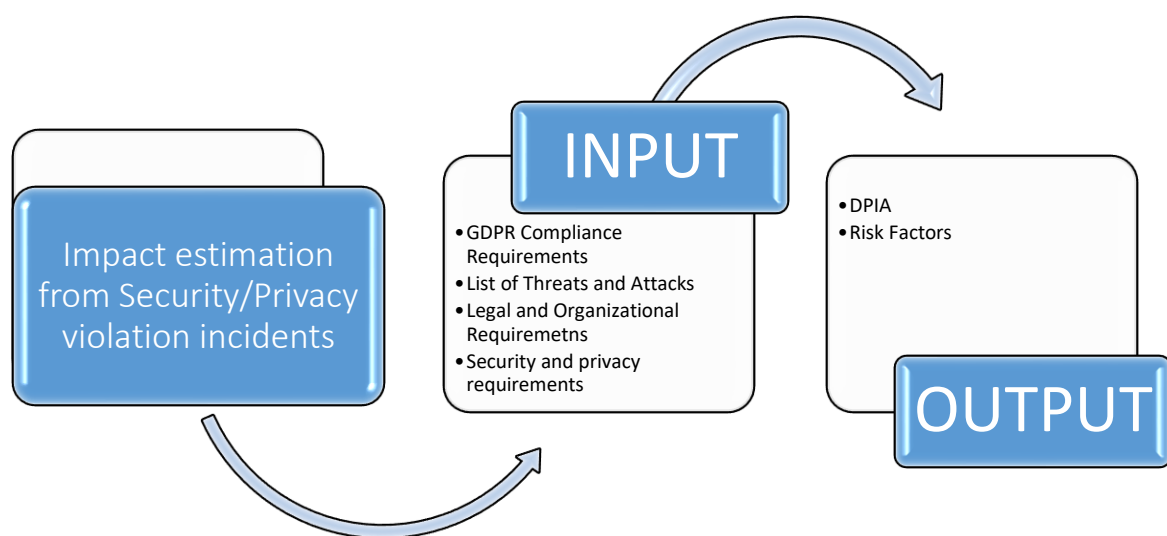 Impact estimation
from Security/Privacy
violation incidents
INPUT
•GDPR Compliance
Requirements
•List of Threats and Attacks
•Legal and Organizational
Requiremetns
•Security and privacy
requirements
•DPIA
•Risk Factors
OUTPUT